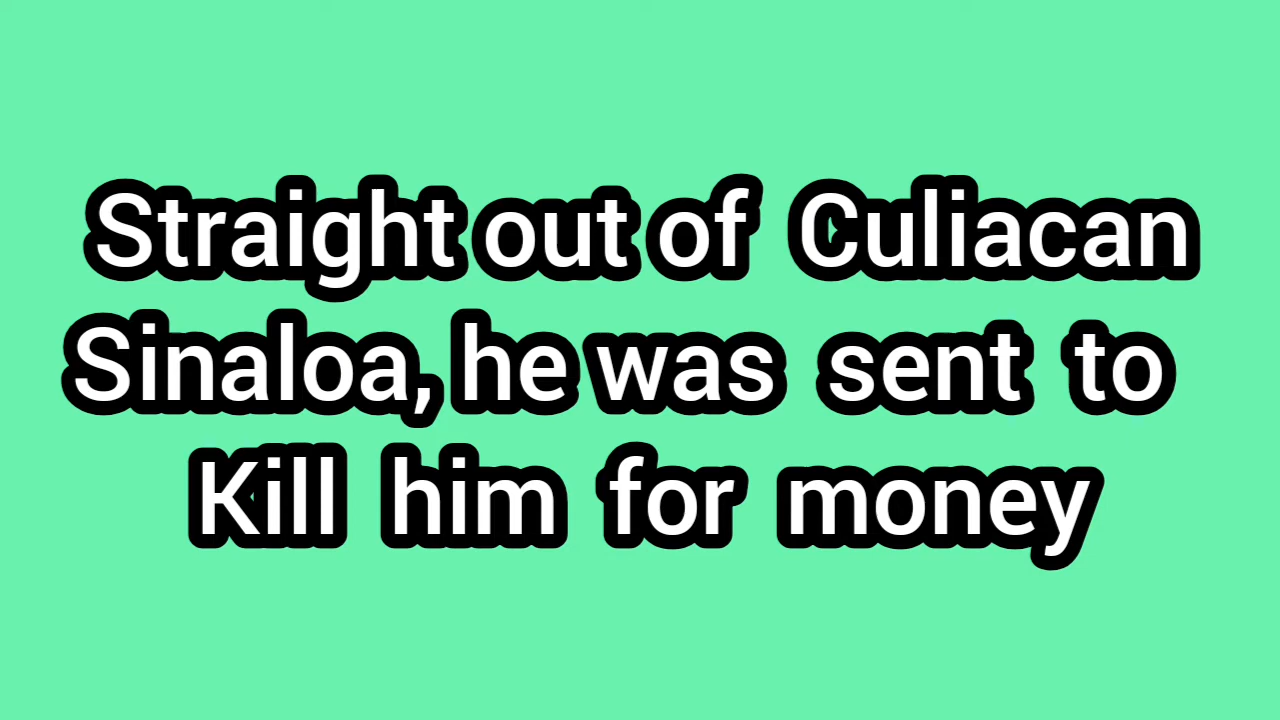 Straight out of Culiacan
Sinaloa, he was sent to
Kill him for money